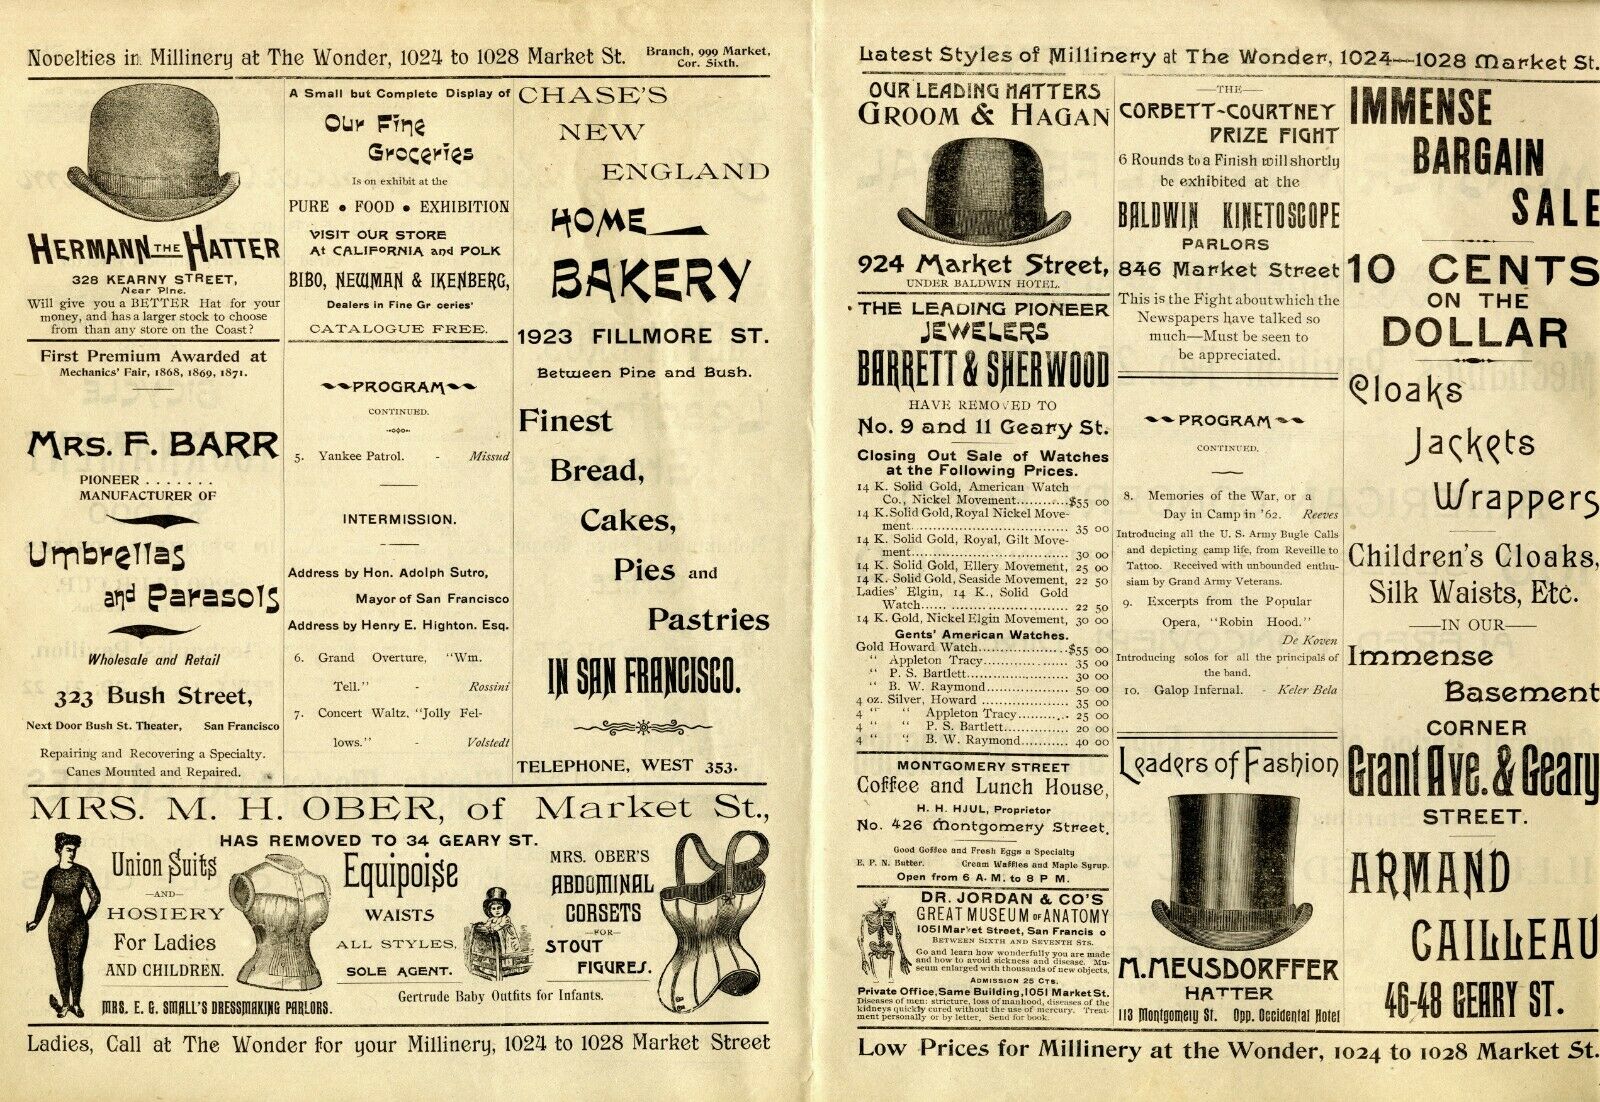 Novelties in Millinery at The Wonder, 1024 to 1028 Market St. Branch, 999 Market,
Cor. Sixth.
HERMANN THE HATTER
328 KEARNY STREET,
Near Pine.
Will give you a BETTER Hat for your
money, and has a larger stock to choose
from than any store on the Coast?
First Premium Awarded at
Mechanics' Fair, 1868, 1869, 1871.
MRS. F. BARR
PIONEER . . . . . . .
MANUFACTURER OF
Umbrellas
and Parasols
Wholesale and Retail
323 Bush Street,
Next Door Bush St. Theater, San Francisco
Repairing and Recovering a Specialty.
Canes Mounted and Repaired.
A Small but Complete Display of
Our Fine
Groceries
Is on exhibit at the
PURE • FOOD • EXHIBITION
VISIT OUR STORE
At CALIFORNIA and POLK
BIBO, NEWMAN & IKENBERG,
Dealers in Fine Gr ceries'
CATALOGUE FREE.
PROGRAM
CONTINUED.
5. Yankee Patrol. - Missud
INTERMISSION.
Address by Hon. Adolph Sutro,
Mayor of San Francisco
Address by Henry E. Highton. Esq.
6. Grand Overture, "Wm.
Tell." - Rossini
7. Concert Waltz, "Jolly Fel-
lows." - Volstedt
CHASE'S
NEW
ENGLAND
HOME
BAKERY
1923 FILLMORE ST.
Between Pine and Bush.
Finest
Bread,
Cakes,
Pies and
Pastries
IN SAN FRANCISCO.
TELEPHONE, WEST 353.
MRS. M. H. OBER, of Market St.,
HAS REMOVED TO 34 GEARY ST.
Union Suits
—AND—
HOSIERY
For Ladies
AND CHILDREN.
MRS. E. G. SMALL'S DRESSMAKING PARLORS.
Equipoise
WAISTS
ALL STYLES.
SOLE AGENT.
Gertrude Baby Outfits for Infants.
MRS. OBER'S
ABDOMINAL
CORSETS
—FOR—
STOUT
FIGURES.
Ladies, Call at The Wonder for your Millinery, 1024 to 1028 Market Street
Latest Styles of Millinery at The Wonder, 1024—1028 Market St.
OUR LEADING HATTERS
GROOM & HAGAN
924 Market Street,
UNDER BALDWIN HOTEL.
THE LEADING PIONEER
JEWELERS
BARRETT & SHERWOOD
HAVE REMOVED TO
No. 9 and 11 Geary St.
Closing Out Sale of Watches
at the Following Prices.
14 K. Solid Gold, American Watch
Co., Nickel Movement..........$55 00
14 K. Solid Gold, Royal Nickel Move-
ment.......................... 35 00
14 K. Solid Gold, Royal, Gilt Move-
ment.......................... 30 00
14 K. Solid Gold, Ellery Movement, 25 00
14 K. Solid Gold, Seaside Movement, 22 50
Ladies' Elgin, 14 K., Solid Gold
Watch...... .................. 22 50
14 K. Gold, Nickel Elgin Movement, 30 00
Gents' American Watches.
Gold Howard Watch.................$55 00
" Appleton Tracy............... 35 00
" P. S. Bartlett................ 30 00
" B. W. Raymond.............. 50 00
4 oz. Silver, Howard ............... 35 00
4 " " Appleton Tracy.......... 25 00
4 " " P. S. Bartlett........... 20 00
4 " " B. W. Raymond......... 40 00
MONTGOMERY STREET
Coffee and Lunch House,
H. H. HJUL, Proprietor
No. 426 Montgomery Street.
Good Goffee and Fresh Eggs a Specialty
E. P. N. Butter. Cream Waffles and Maple Syrup.
Open from 6 A. M. to 8 P M.
DR. JORDAN & CO'S
GREAT MUSEUM OF ANATOMY
1051 Market Street, San Francis o
BETWEEN SIXTH AND SEVENTH STS.
Go and learn how wonderfully you are made
and how to avoid sickness and disease. Mu-
seum enlarged with thousands of new objects.
ADMISSION 25 CTS.
Private Office, Same Building, 1051 Market St.
Diseases of men: stricture, loss of manhood, diseases of the
kidneys quickly cured without the use of mercury. Treat-
ment personally or by letter. Send for book.
—THE—
CORBETT-COURTNEY
PRIZE FIGHT
6 Rounds to a Finish will shortly
be exhibited at the
BALDWIN KINETOSCOPE
PARLORS
846 Market Street
This is the Fight about which the
Newspapers have talked so
much—Must be seen to
be appreciated.
PROGRAM
CONTINUED.
8. Memories of the War, or a
Day in Camp in '62. Reeves
Introducing all the U. S. Army Bugle Calls
and depicting camp life, from Reveille to
Tattoo. Received with unbounded enthu-
siam by Grand Army Veterans.
9. Excerpts from the Popular
Opera, "Robin Hood."
De Koven
Introducing solos for all the principals of
the band.
10. Galop Infernal. - Keler Bela
Leaders of Fashion
M. MEUSDORFFER
HATTER
113 Montgomery St. Opp. Occidental Hotel
IMMENSE
BARGAIN
SALE
10 CENTS
ON THE
DOLLAR
Cloaks
Jackets
Wrappers
Children's Cloaks,
Silk Waists, Etc.
—IN OUR—
Immense
Basement
CORNER
Grant Ave. & Geary
STREET.
ARMAND
CAILLEAU
46-48 GEARY ST.
Low Prices for Millinery at the Wonder, 1024 to 1028 Market St.